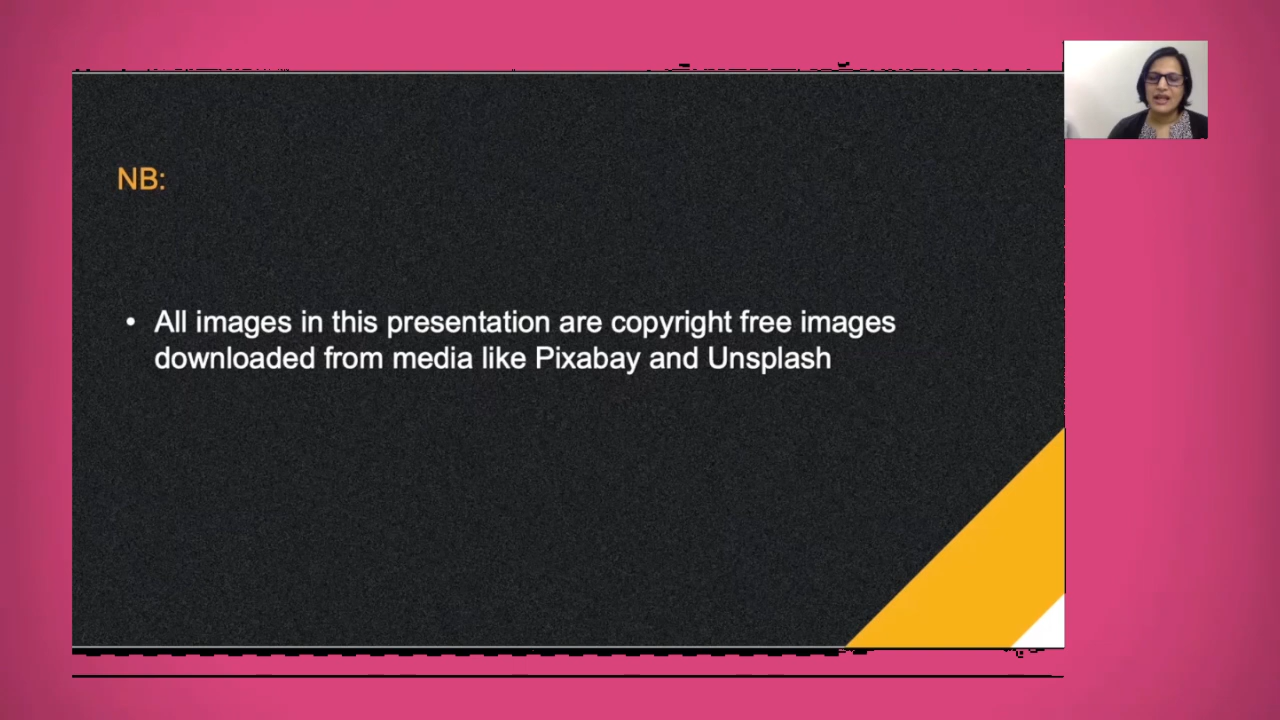 NB:
• All images in this presentation are copyright free images
downloaded from media like Pixabay and Unsplash